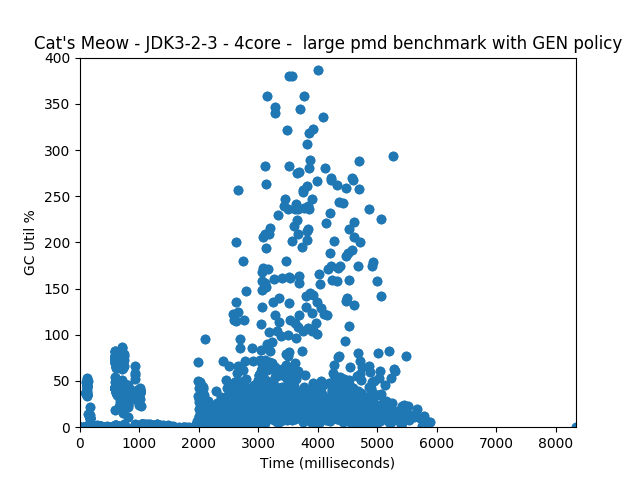 Cat's Meow - JDK3-2-3 - 4core -  large pmd benchmark with GEN policy
400
350
300
250
200
150
100
50
0
GC Util %
0 1000 2000 3000 4000 5000 6000 7000 8000
Time (milliseconds)